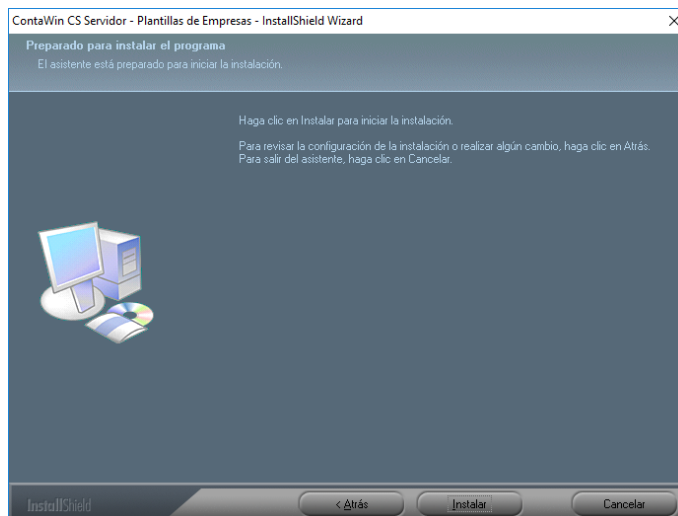 ContaWin CS Servidor - Plantillas de Empresas - InstallShield Wizard
Preparado para instalar el programa
El asistente está preparado para iniciar la instalación.
Haga clic en Instalar para iniciar la instalación.
Para revisar la configuración de la instalación o realizar algún cambio, haga clic en Atrás.
Para salir del asistente, haga clic en Cancelar.
InstallShield
< Atrás
Instalar
Cancelar